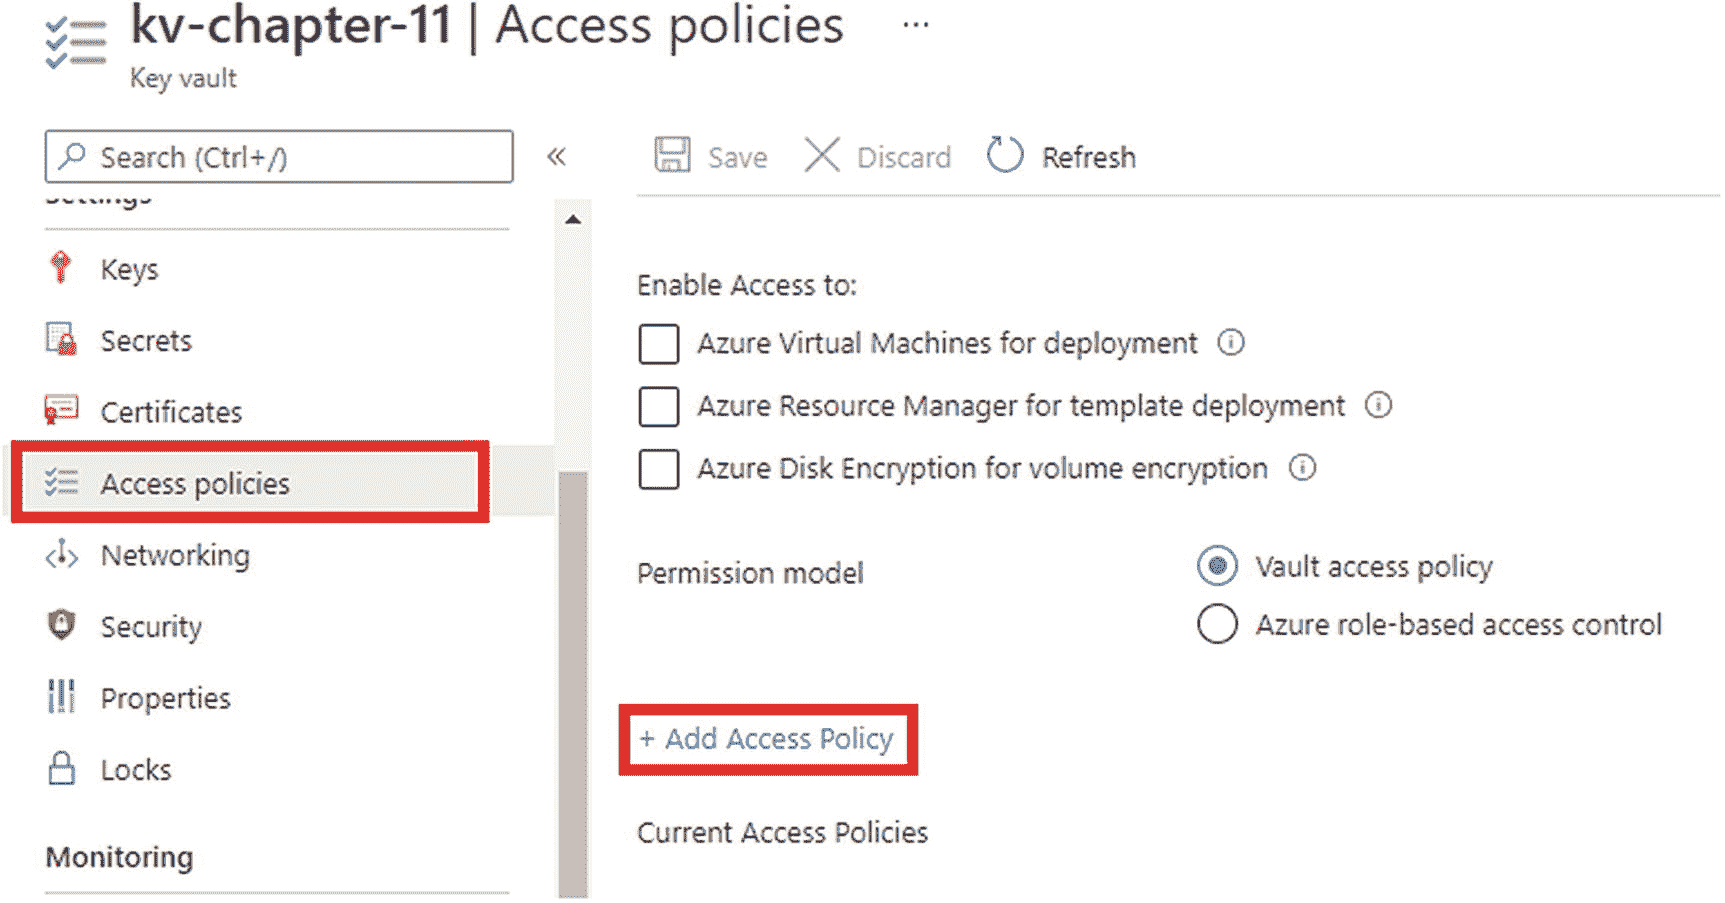 kv-chapter-11 | Access policies ...
Key vault
Search (Ctrl+/)
«
Save
Discard
Refresh
Settings
Keys
Secrets
Certificates
Access policies
Networking
Security
Properties
Locks
Monitoring
Enable Access to:
Azure Virtual Machines for deployment
Azure Resource Manager for template deployment
Azure Disk Encryption for volume encryption
Permission model
Vault access policy
Azure role-based access control
+ Add Access Policy
Current Access Policies